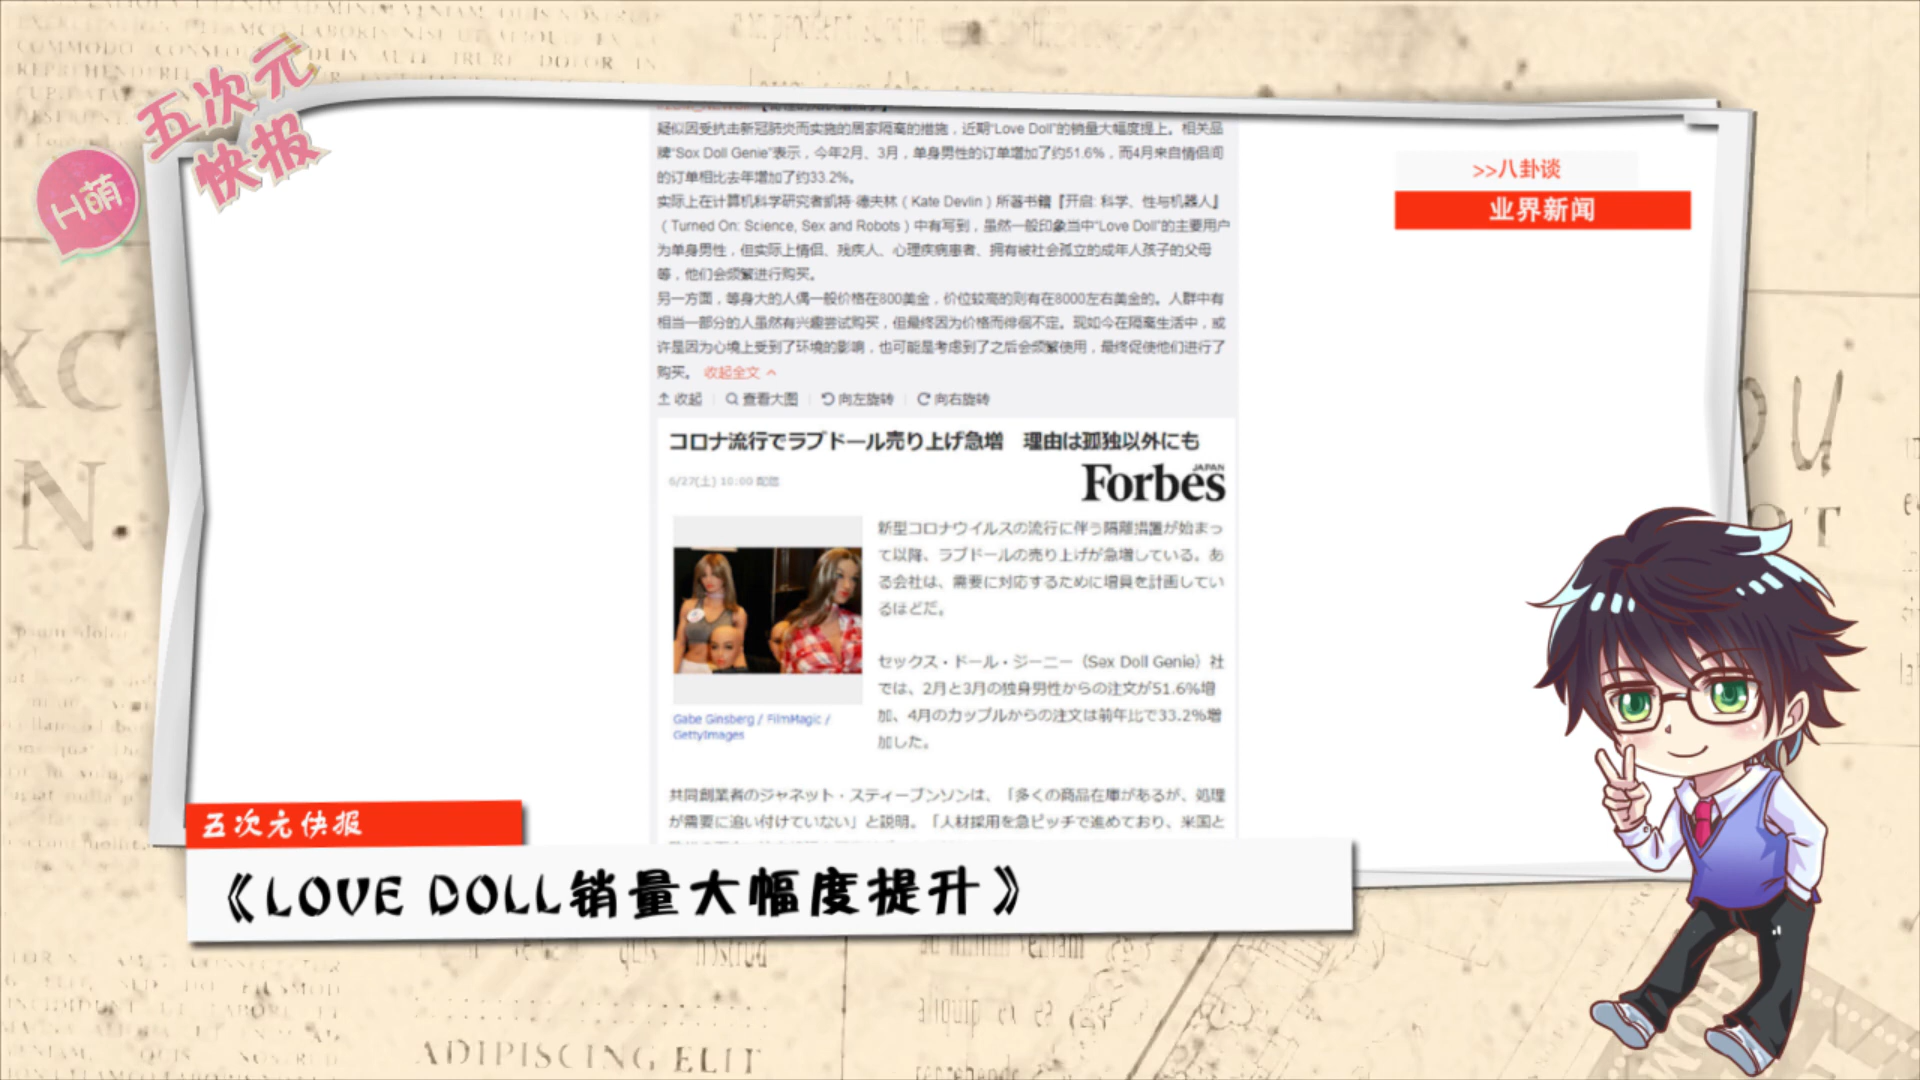 五次元
快报
H萌
>>八卦谈
业界新闻
疑似因受抗击新冠肺炎而实施的居家隔离的措施，近期“Love Doll”的销量大幅度提上。相关品
牌“Sox Doll Genie”表示，今年2月、3月，单身男性的订单增加了约51.6%，而4月来自情侣间
的订单相比去年增加了约33.2%。
实际上在计算机科学研究者凯特·德夫林（Kate Devlin）所著书籍『开启: 科学、性与机器人』
（Turned On: Science, Sex and Robots）中有写到，虽然一般印象当中“Love Doll”的主要用户
为单身男性，但实际上情侣、残疾人、心理疾病患者、拥有被社会孤立的成年人孩子的父母
等，他们会频繁进行购买。
另一方面，等身大的人偶一般价格在800美金，价位较高的则有在8000左右美金的。人群中有
相当一部分的人虽然有兴趣尝试购买，但最终因为价格而徘徊不定。现如今在隔离生活中，或
许是因为心境上受到了环境的影响，也可能是考虑到了之后会频繁使用，最终促使他们进行了
购买。 收起全文
收起 查看大图 向左旋转 向右旋转
コロナ流行でラブドール売り上げ急増　理由は孤独以外にも
6/27(土) 10:00 配信
Forbes JAPAN
新型コロナウイルスの流行に伴う隔離措置が始まっ
て以降、ラブドールの売り上げが急増している。あ
る会社は、需要に対応するために増員を計画してい
るほどだ。
セックス・ドール・ジーニー（Sex Doll Genie）社
では、2月と3月の独身男性からの注文が51.6%増
加、4月のカップルからの注文は前年比で33.2%増
加した。
Gabe Ginsberg / FilmMagic /
GettyImages
共同創業者のジャネット・スティーブンソンは、「多くの商品在庫があるが、処理
が需要に追い付けていない」と説明。「人材採用を急ピッチで進めており、米国と
五次元快报
《LOVE DOLL销量大幅度提升》
ADIPISCING ELIT